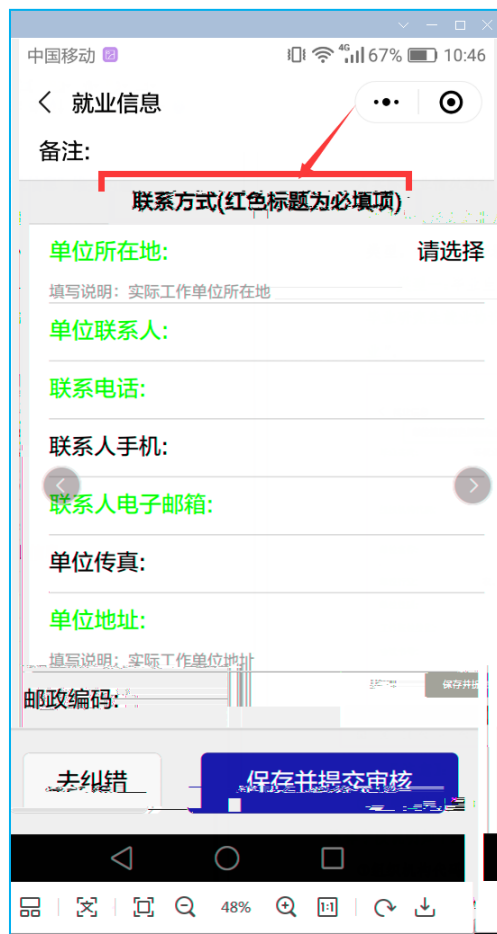 中国移动 4G 67% 10:46
就业信息
备注:
联系方式(红色标题为必填项)
单位所在地: 请选择
填写说明: 实际工作单位所在地
单位联系人:
联系电话:
联系人手机:
联系人电子邮箱:
单位传真:
单位地址:
填写说明: 实际工作单位地址
保存并提
邮政编码:
去纠错 保存并提交审核
48% 1:1